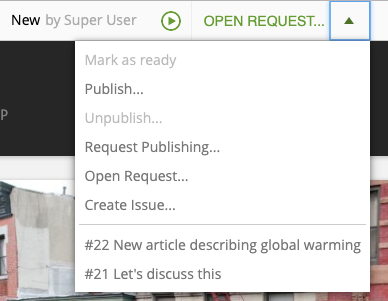 New by Super User
OPEN REQUEST...
Mark as ready
Publish...
Unpublish...
P
Request Publishing...
Open Request...
Create Issue...
#22 New article describing global warming
#21 Let's discuss this